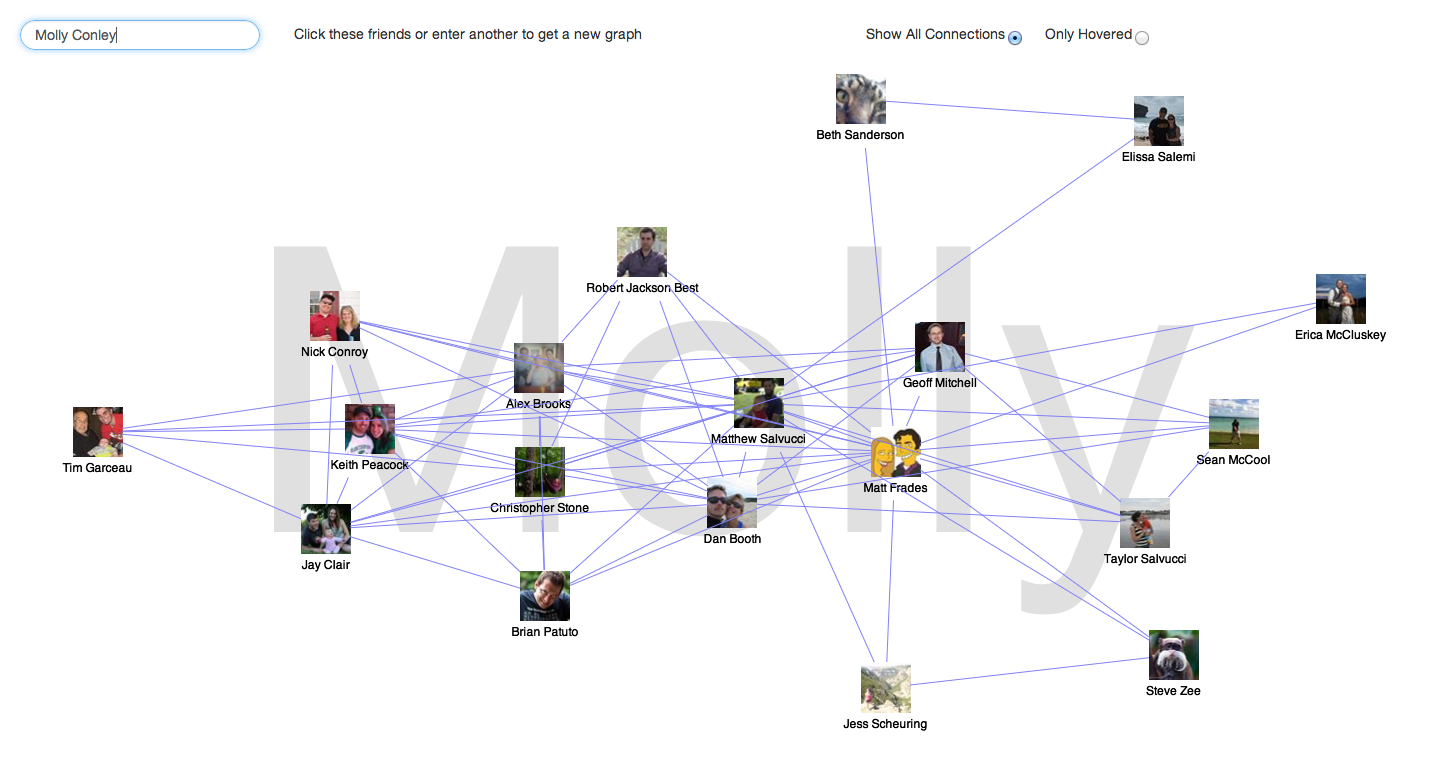 Molly Conley
Click these friends or enter another to get a new graph
Show All Connections
Only Hovered
Molly
Beth Sanderson
Elissa Salemi
Robert Jackson Best
Erica McCluskey
Nick Conroy
Geoff Mitchell
Alex Brooks
Matthew Salvucci
Tim Garceau
Keith Peacock
Sean McCool
Matt Frades
Christopher Stone
Dan Booth
Taylor Salvucci
Jay Clair
Brian Patuto
Steve Zee
Jess Scheuring